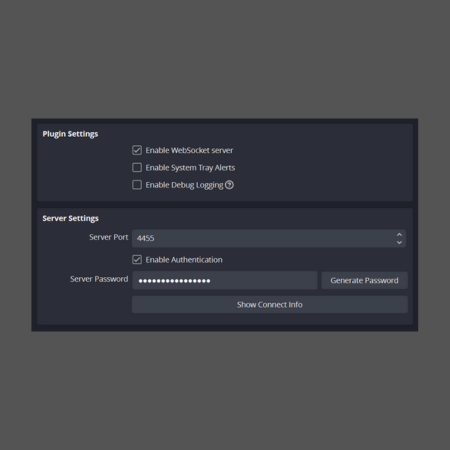 Plugin Settings
Enable WebSocket server
Enable System Tray Alerts
Enable Debug Logging ?
Server Settings
Server Port 4455
Enable Authentication
Server Password ●●●●●●●●●●●●●●●● Generate Password
Show Connect Info